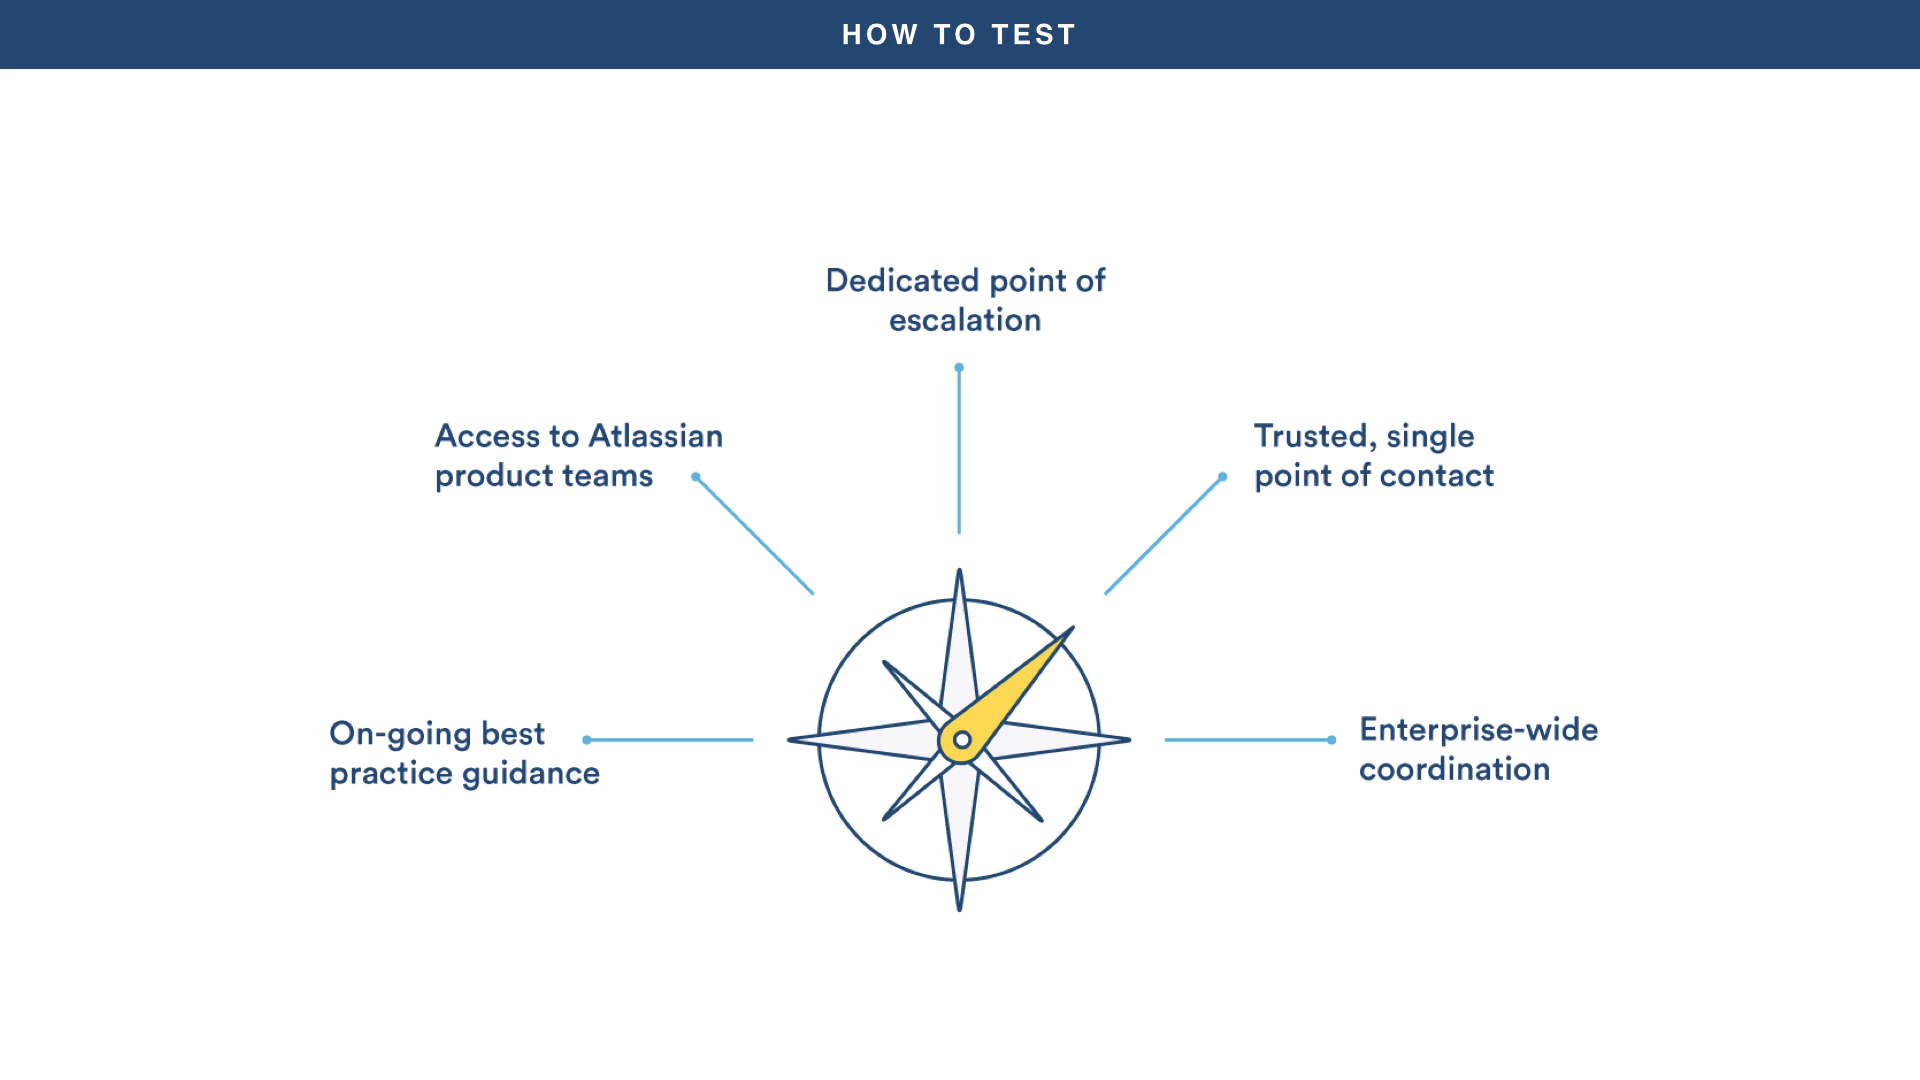 HOW TO TEST
Dedicated point of
escalation
Access to Atlassian
product teams
Trusted, single
point of contact
On-going best
practice guidance
Enterprise-wide
coordination